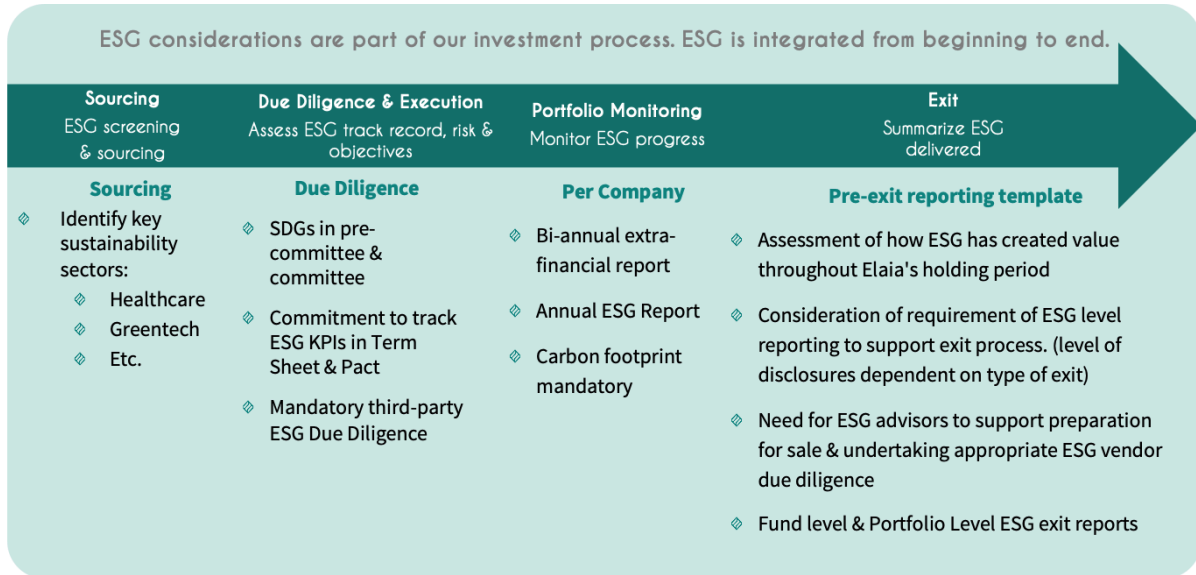 ESG considerations are part of our investment process. ESG is integrated from beginning to end.
Sourcing
ESG screening
& sourcing
Due Diligence & Execution
Assess ESG track record, risk &
objectives
Portfolio Monitoring
Monitor ESG progress
Exit
Summarize ESG
delivered
Sourcing
Identify key
sustainability
sectors:
Healthcare
Greentech
Etc.
Due Diligence
SDGs in pre-
committee &
committee
Commitment to track
ESG KPIs in Term
Sheet & Pact
Mandatory third-party
ESG Due Diligence
Per Company
Bi-annual extra-
financial report
Annual ESG Report
Carbon footprint
mandatory
Pre-exit reporting template
Assessment of how ESG has created value
throughout Elaia's holding period
Consideration of requirement of ESG level
reporting to support exit process. (level of
disclosures dependent on type of exit)
Need for ESG advisors to support preparation
for sale & undertaking appropriate ESG vendor
due diligence
Fund level & Portfolio Level ESG exit reports